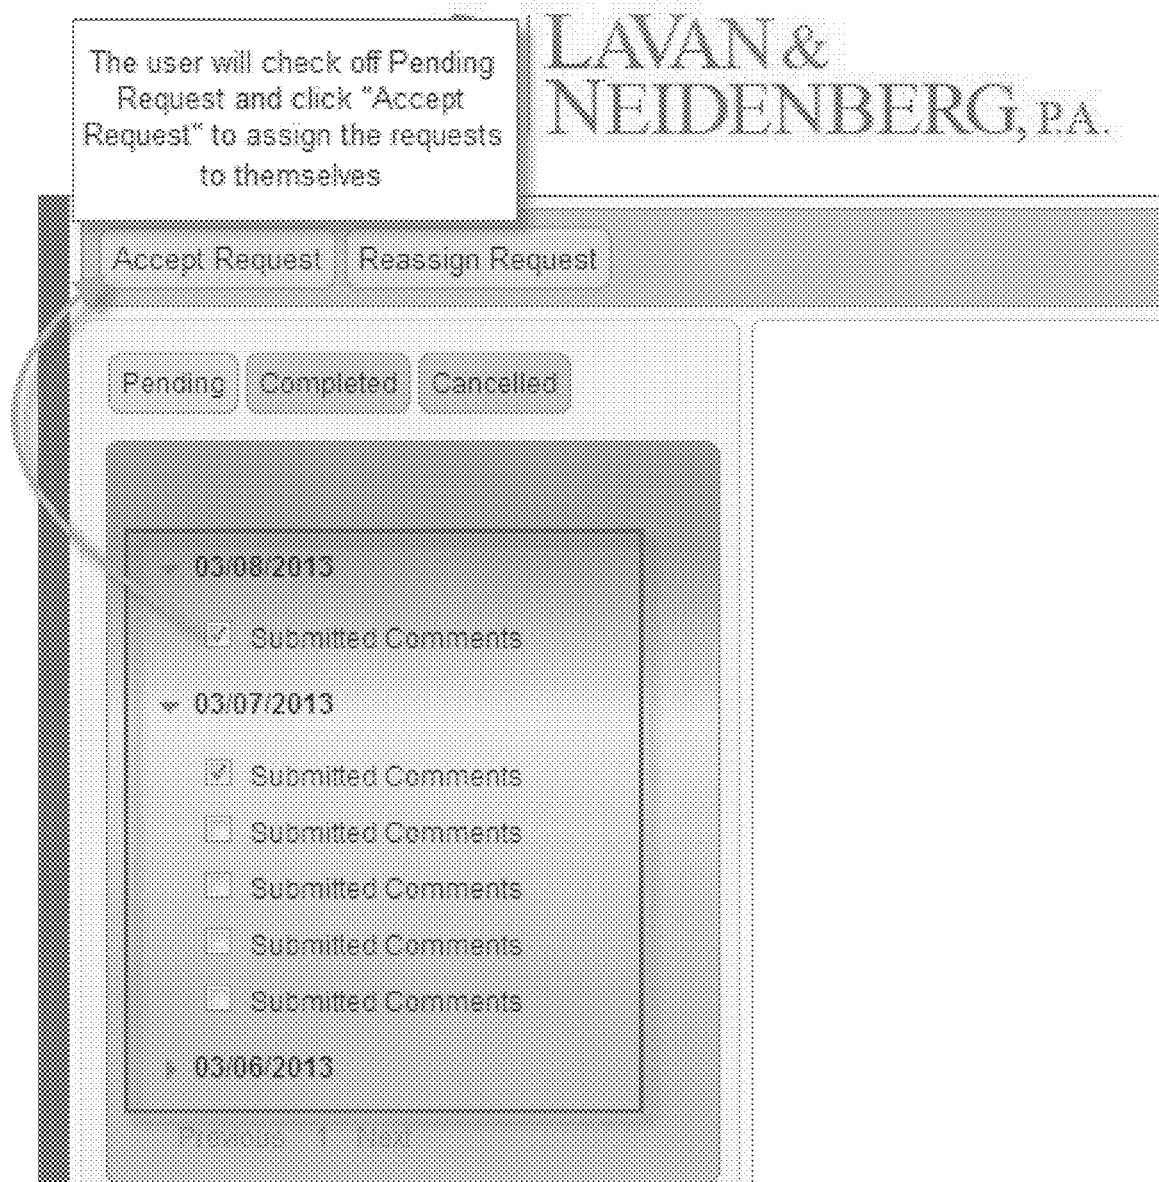 LAVAN &
NEIDENBERG, P.A.
The user will check off Pending
Request and click "Accept
Request" to assign the requests
to themselves
Accept Request Reassign Request
Pending Completed Cancelled
03/08/2013
Submitted Comments
03/07/2013
Submitted Comments
Submitted Comments
Submitted Comments
Submitted Comments
Submitted Comments
03/06/2013
Previous | Next